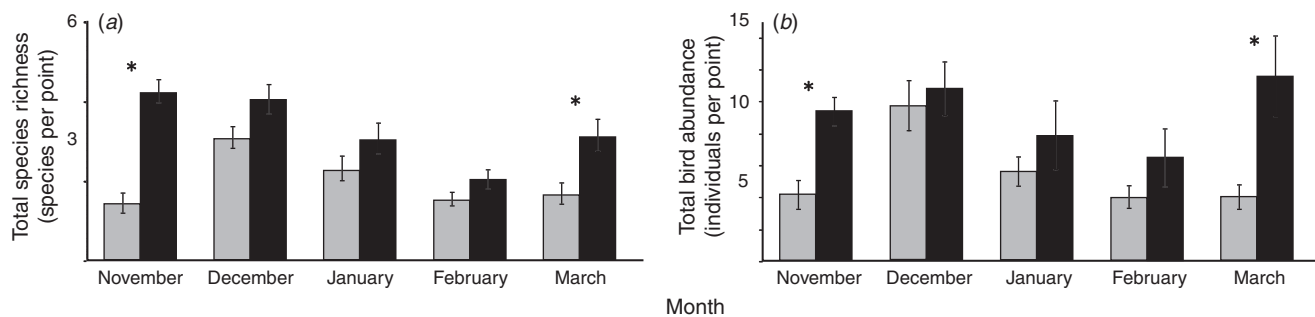 (a)
Total species richness
(species per point)
6
3
*
*
November December January February March
(b)
Total bird abundance
(individuals per point)
15
10
5
*
*
November December January February March
Month